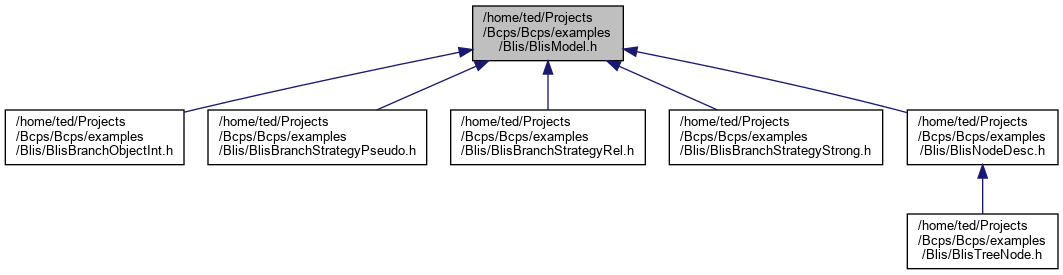 /home/ted/Projects
/Bcps/Bcps/examples
/Blis/BlisModel.h
/home/ted/Projects
/Bcps/Bcps/examples
/Blis/BlisBranchObjectInt.h
/home/ted/Projects
/Bcps/Bcps/examples
/Blis/BlisBranchStrategyPseudo.h
/home/ted/Projects
/Bcps/Bcps/examples
/Blis/BlisBranchStrategyRel.h
/home/ted/Projects
/Bcps/Bcps/examples
/Blis/BlisBranchStrategyStrong.h
/home/ted/Projects
/Bcps/Bcps/examples
/Blis/BlisNodeDesc.h
/home/ted/Projects
/Bcps/Bcps/examples
/Blis/BlisTreeNode.h